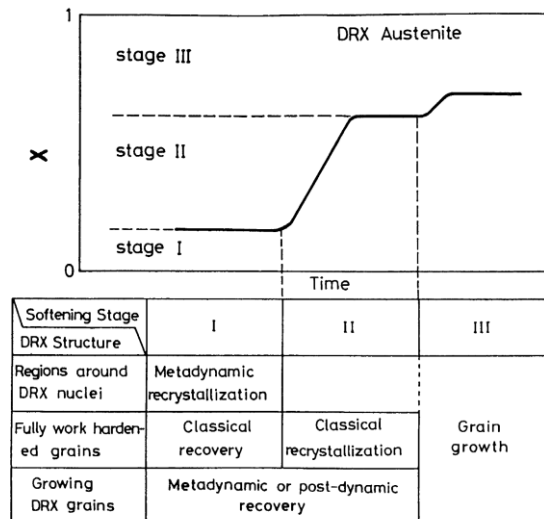 1
DRX Austenite
stage III
X
stage II
stage I
0
Time
Softening Stage
DRX Structure
I
II
III
Regions around
DRX nuclei
Metadynamic
recrystallization
Fully work harden-
ed grains
Classical
recovery
Classical
recrystallization
Grain
growth
Growing
DRX grains
Metadynamic or post-dynamic
recovery